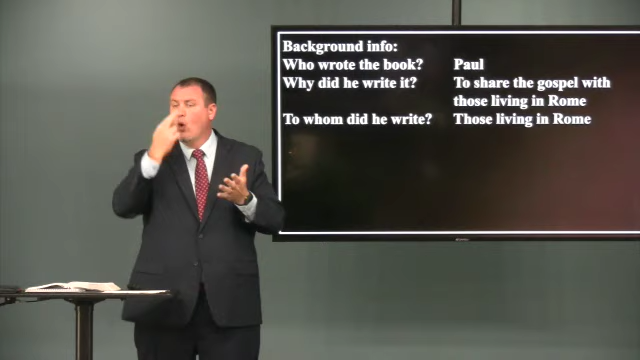 Background info:
Who wrote the book? Paul
Why did he write it? To share the gospel with
those living in Rome
To whom did he write? Those living in Rome